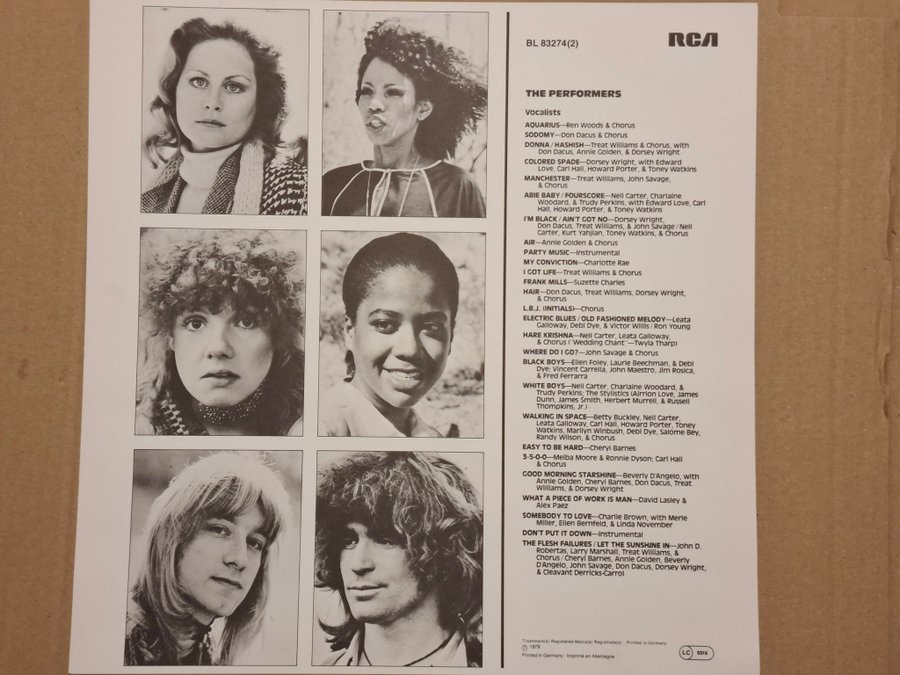 BL 83274(2)
RCA
THE PERFORMERS
Vocalists
AQUARIUS—Ren Woods & Chorus
SODOMY—Don Dacus & Chorus
DONNA / HASHISH—Treat Williams & Chorus, with
Don Dacus, Annie Golden, & Dorsey Wright
COLORED SPADE—Dorsey Wright, with Edward
Love, Carl Hall, Howard Porter, & Toney Watkins
MANCHESTER—Treat Williams, John Savage,
& Chorus
ABIE BABY / FOURSCORE—Nell Carter, Charlaine
Woodard, & Trudy Perkins, with Edward Love, Carl
Hall, Howard Porter, & Toney Watkins
I'M BLACK / AIN'T GOT NO—Dorsey Wright,
Don Dacus, Treat Williams, & John Savage / Nell
Carter, Kurt Yahjian, Toney Watkins, & Chorus
AIR—Annie Golden & Chorus
PARTY MUSIC—Instrumental
MY CONVICTION—Charlotte Rae
I GOT LIFE—Treat Williams & Chorus
FRANK MILLS—Suzette Charles
HAIR—Don Dacus, Treat Williams, Dorsey Wright,
& Chorus
L.B.J. (INITIALS)—Chorus
ELECTRIC BLUES / OLD FASHIONED MELODY—Leata
Galloway, Debi Dye, & Victor Willis / Ron Young
HARE KRISHNA—Nell Carter, Leata Galloway,
& Chorus ("Wedding Chant"—Twyla Tharp)
WHERE DO I GO?—John Savage & Chorus
BLACK BOYS—Ellen Foley, Laurie Beechman, & Debi
Dye; Vincent Carrella, John Maestro, Jim Rosica,
& Fred Ferrarra
WHITE BOYS—Nell Carter, Charlaine Woodard, &
Trudy Perkins; The Stylistics (Airrion Love, James
Dunn, James Smith, Herbert Murrell, & Russell
Thompkins, Jr.)
WALKING IN SPACE—Betty Buckley, Nell Carter,
Leata Galloway, Carl Hall, Howard Porter, Toney
Watkins, Marilyn Winbush, Debi Dye, Salome Bey,
Randy Wilson, & Chorus
EASY TO BE HARD—Cheryl Barnes
3-5-0-0—Melba Moore & Ronnie Dyson; Carl Hall
& Chorus
GOOD MORNING STARSHINE—Beverly D'Angelo, with
Annie Golden, Cheryl Barnes, Don Dacus, Treat
Williams, & Dorsey Wright
WHAT A PIECE OF WORK IS MAN—David Lasley &
Alex Paez
SOMEBODY TO LOVE—Charlie Brown, with Merle
Miller, Ellen Bernfeld, & Linda November
DON'T PUT IT DOWN—Instrumental
THE FLESH FAILURES / LET THE SUNSHINE IN—John D.
Robertas, Larry Marshall, Treat Williams, &
Chorus / Cheryl Barnes, Annie Golden, Beverly
D'Angelo, John Savage, Don Dacus, Dorsey Wright,
& Cleavant Derricks-Carrol
Trademark(s) Registered-Marca(s) Registrada(s) · Printed in Germany
Ⓟ 1979
Printed in Germany · Imprimé en Allemagne
LC 0316